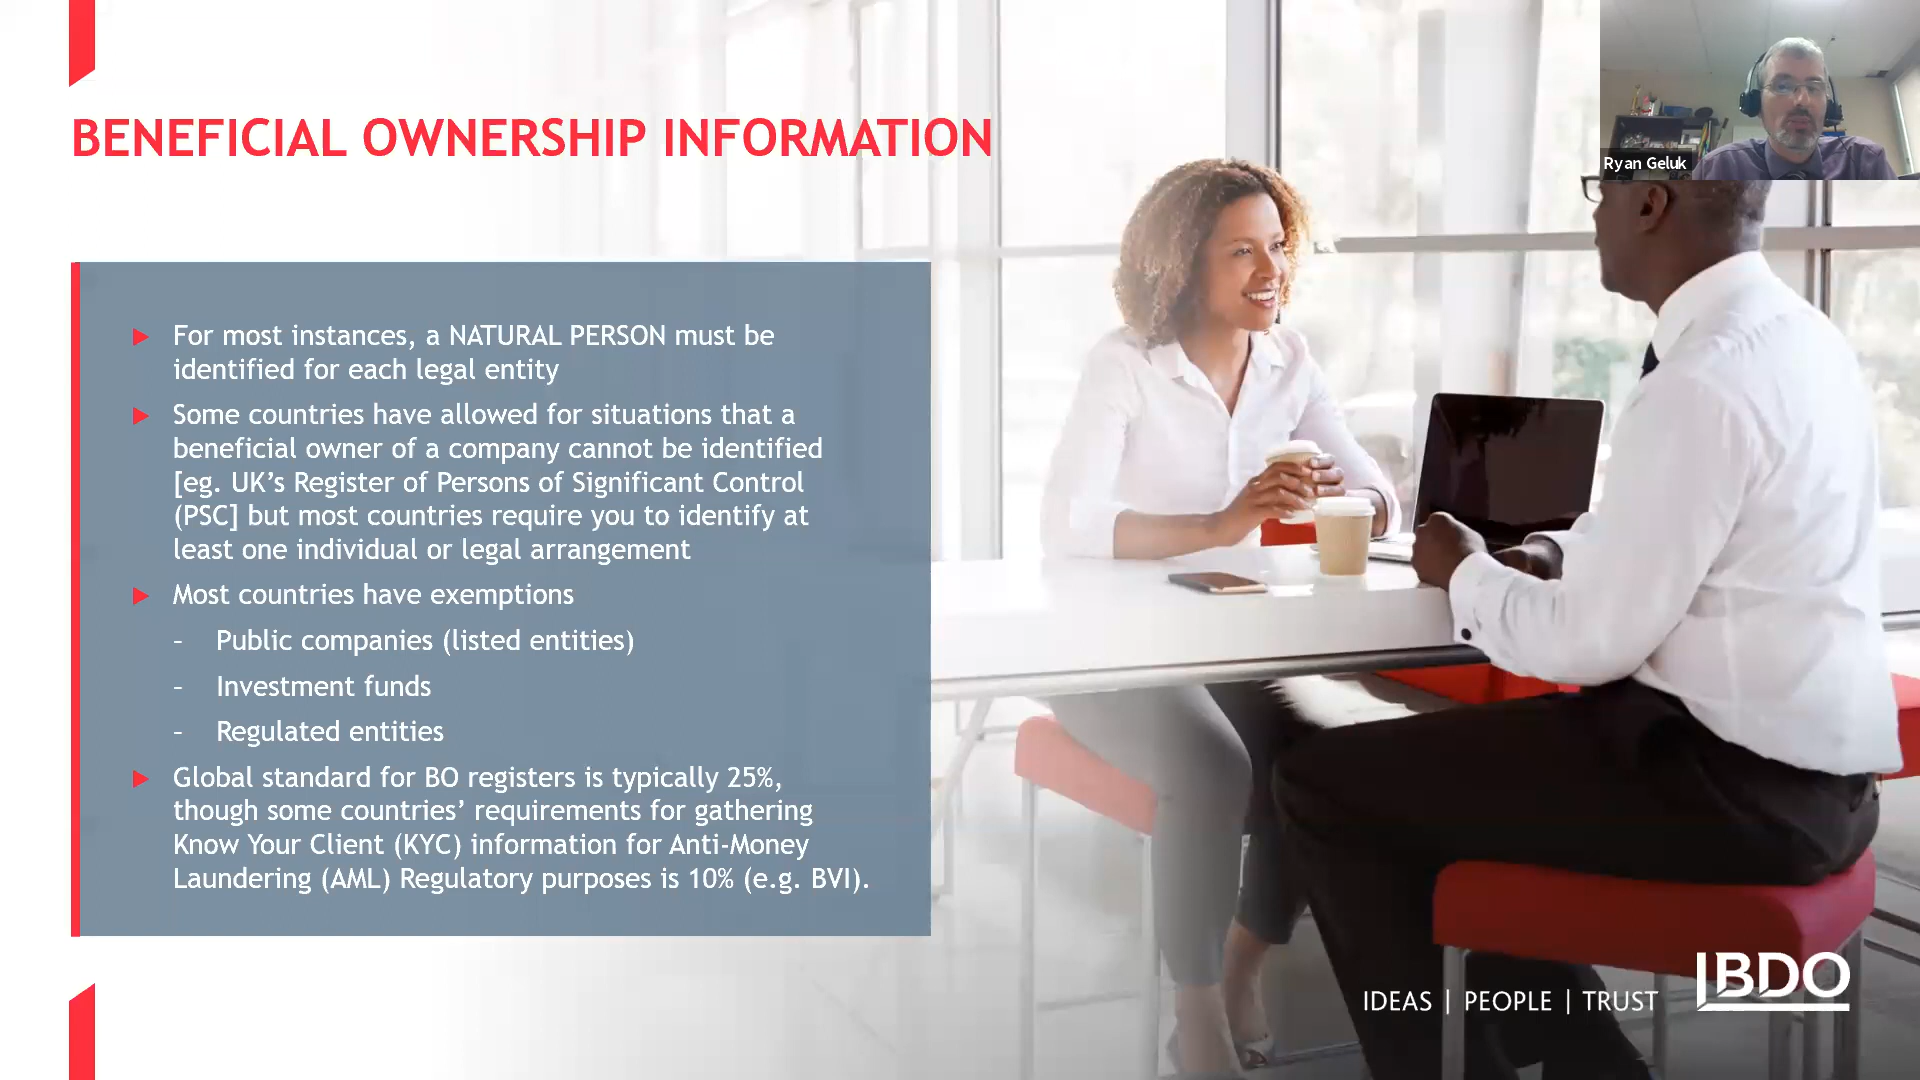 BENEFICIAL OWNERSHIP INFORMATION
Ryan Geluk
► For most instances, a NATURAL PERSON must be
identified for each legal entity
► Some countries have allowed for situations that a
beneficial owner of a company cannot be identified
[eg. UK’s Register of Persons of Significant Control
(PSC] but most countries require you to identify at
least one individual or legal arrangement
► Most countries have exemptions
– Public companies (listed entities)
– Investment funds
– Regulated entities
► Global standard for BO registers is typically 25%,
though some countries’ requirements for gathering
Know Your Client (KYC) information for Anti-Money
Laundering (AML) Regulatory purposes is 10% (e.g. BVI).
IDEAS | PEOPLE | TRUST
BDO